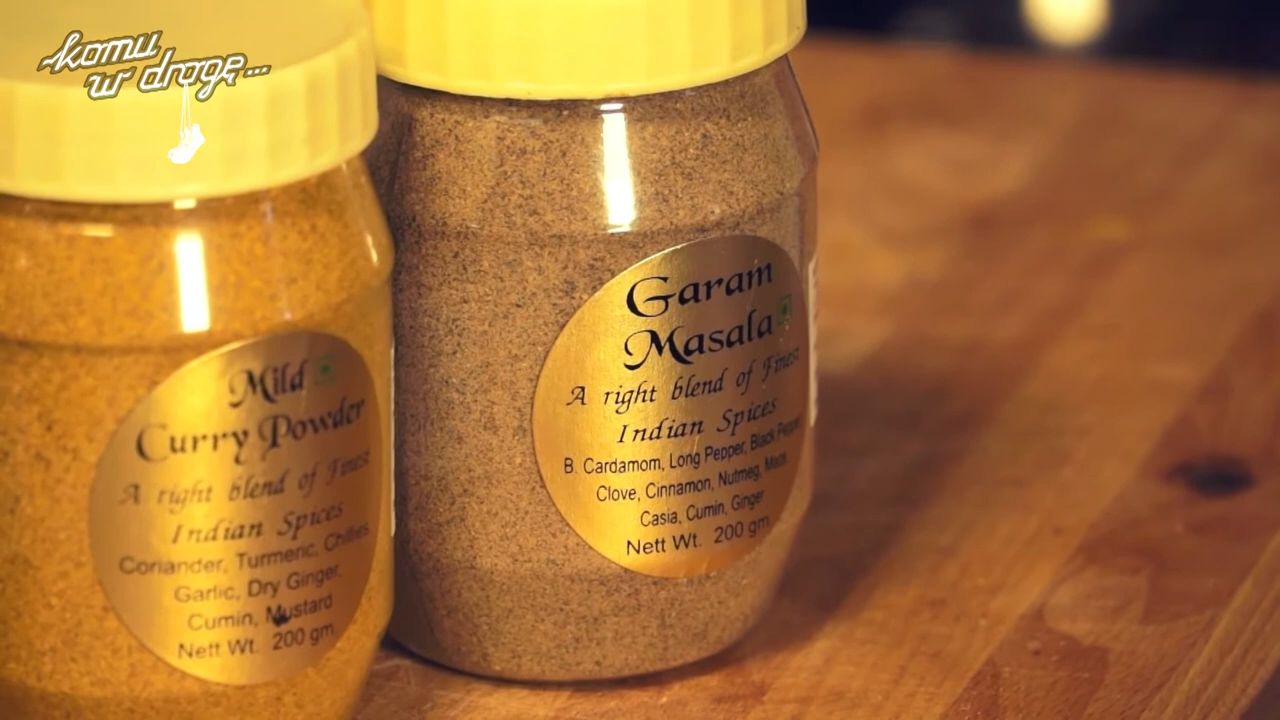 komu
w drogę...
Mild
Curry Powder
A right blend of Finest
Indian Spices
Coriander, Turmeric, Chillies
Garlic, Dry Ginger,
Cumin, Mustard
Nett Wt. 200 gm
Garam
Masala
A right blend of Finest
Indian Spices
B. Cardamom, Long Pepper, Black Pepper
Clove, Cinnamon, Nutmeg, Mace
Casia, Cumin, Ginger
Nett Wt. 200 gm